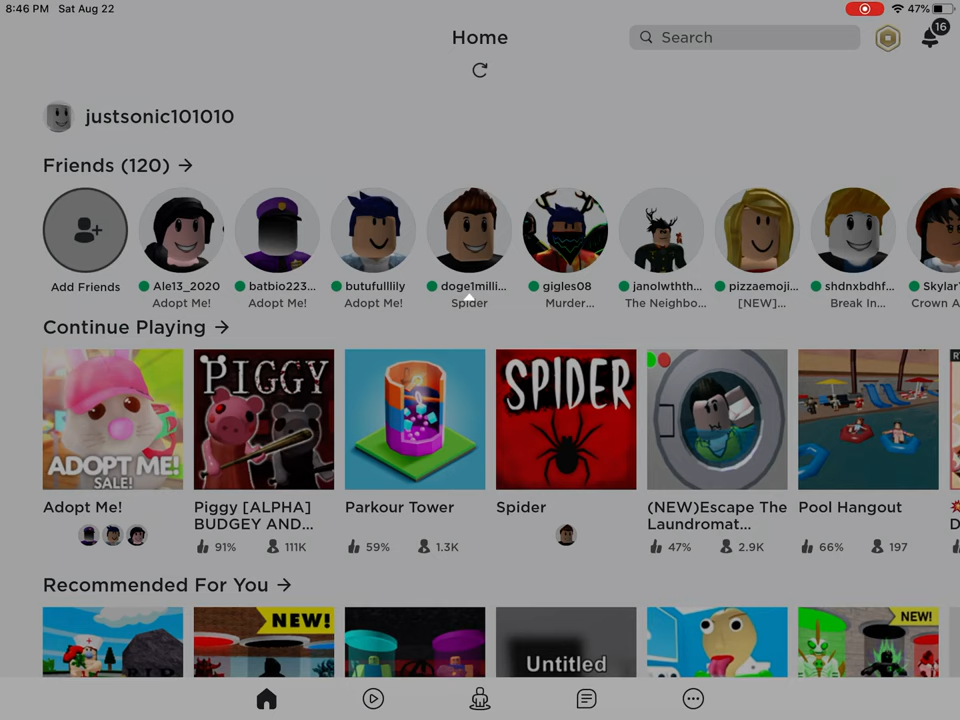 8:46 PM Sat Aug 22 47%
Home
Search
16
justsonic101010
Friends (120) →
Add Friends
Ale13_2020
Adopt Me!
batbio223...
Adopt Me!
butufulllily
Adopt Me!
doge1milli...
Spider
gigles08
Murder...
janolwthth...
The Neighbo...
pizzaemoji...
[NEW]...
shdnxbdhf...
Break In...
Skylar
Crown A
Continue Playing →
ADOPT ME!
SALE!
PIGGY
SPIDER
Adopt Me!
Piggy [ALPHA]
BUDGEY AND...
91% 111K
Parkour Tower
59% 1.3K
Spider
(NEW)Escape The
Laundromat...
47% 2.9K
Pool Hangout
66% 197
Recommended For You →
NEW!
Untitled
NEW!